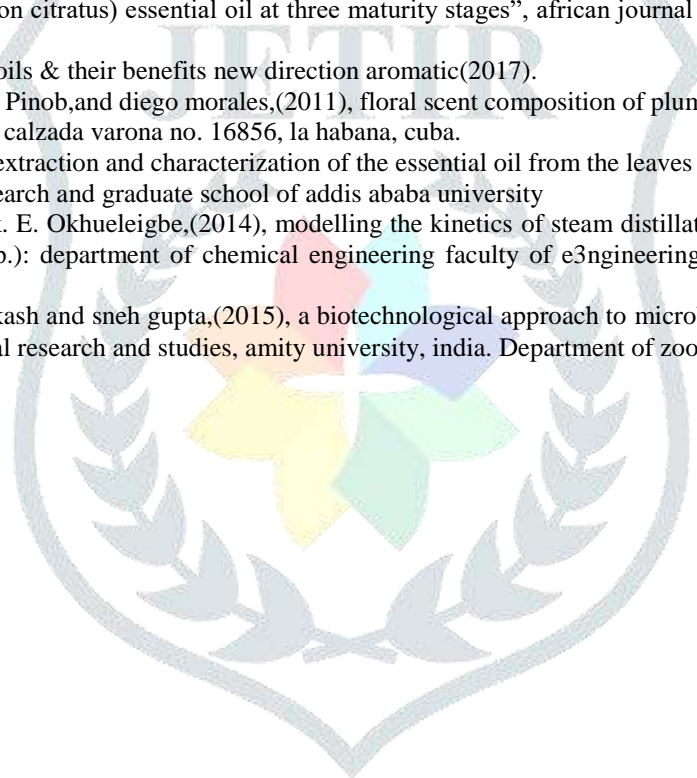 JETIR
on citratus) essential oil at three maturity stages”, african journal
oils & their benefits new direction aromatic(2017).
Pinob,and diego morales,(2011), floral scent composition of plun
calzada varona no. 16856, la habana, cuba.
extraction and characterization of the essential oil from the leaves
earch and graduate school of addis ababa university
. E. Okhueleigbe,(2014), modelling the kinetics of steam distillat
p.): department of chemical engineering faculty of e3ngineering
kash and sneh gupta,(2015), a biotechnological approach to microb
al research and studies, amity university, india. Department of zoo